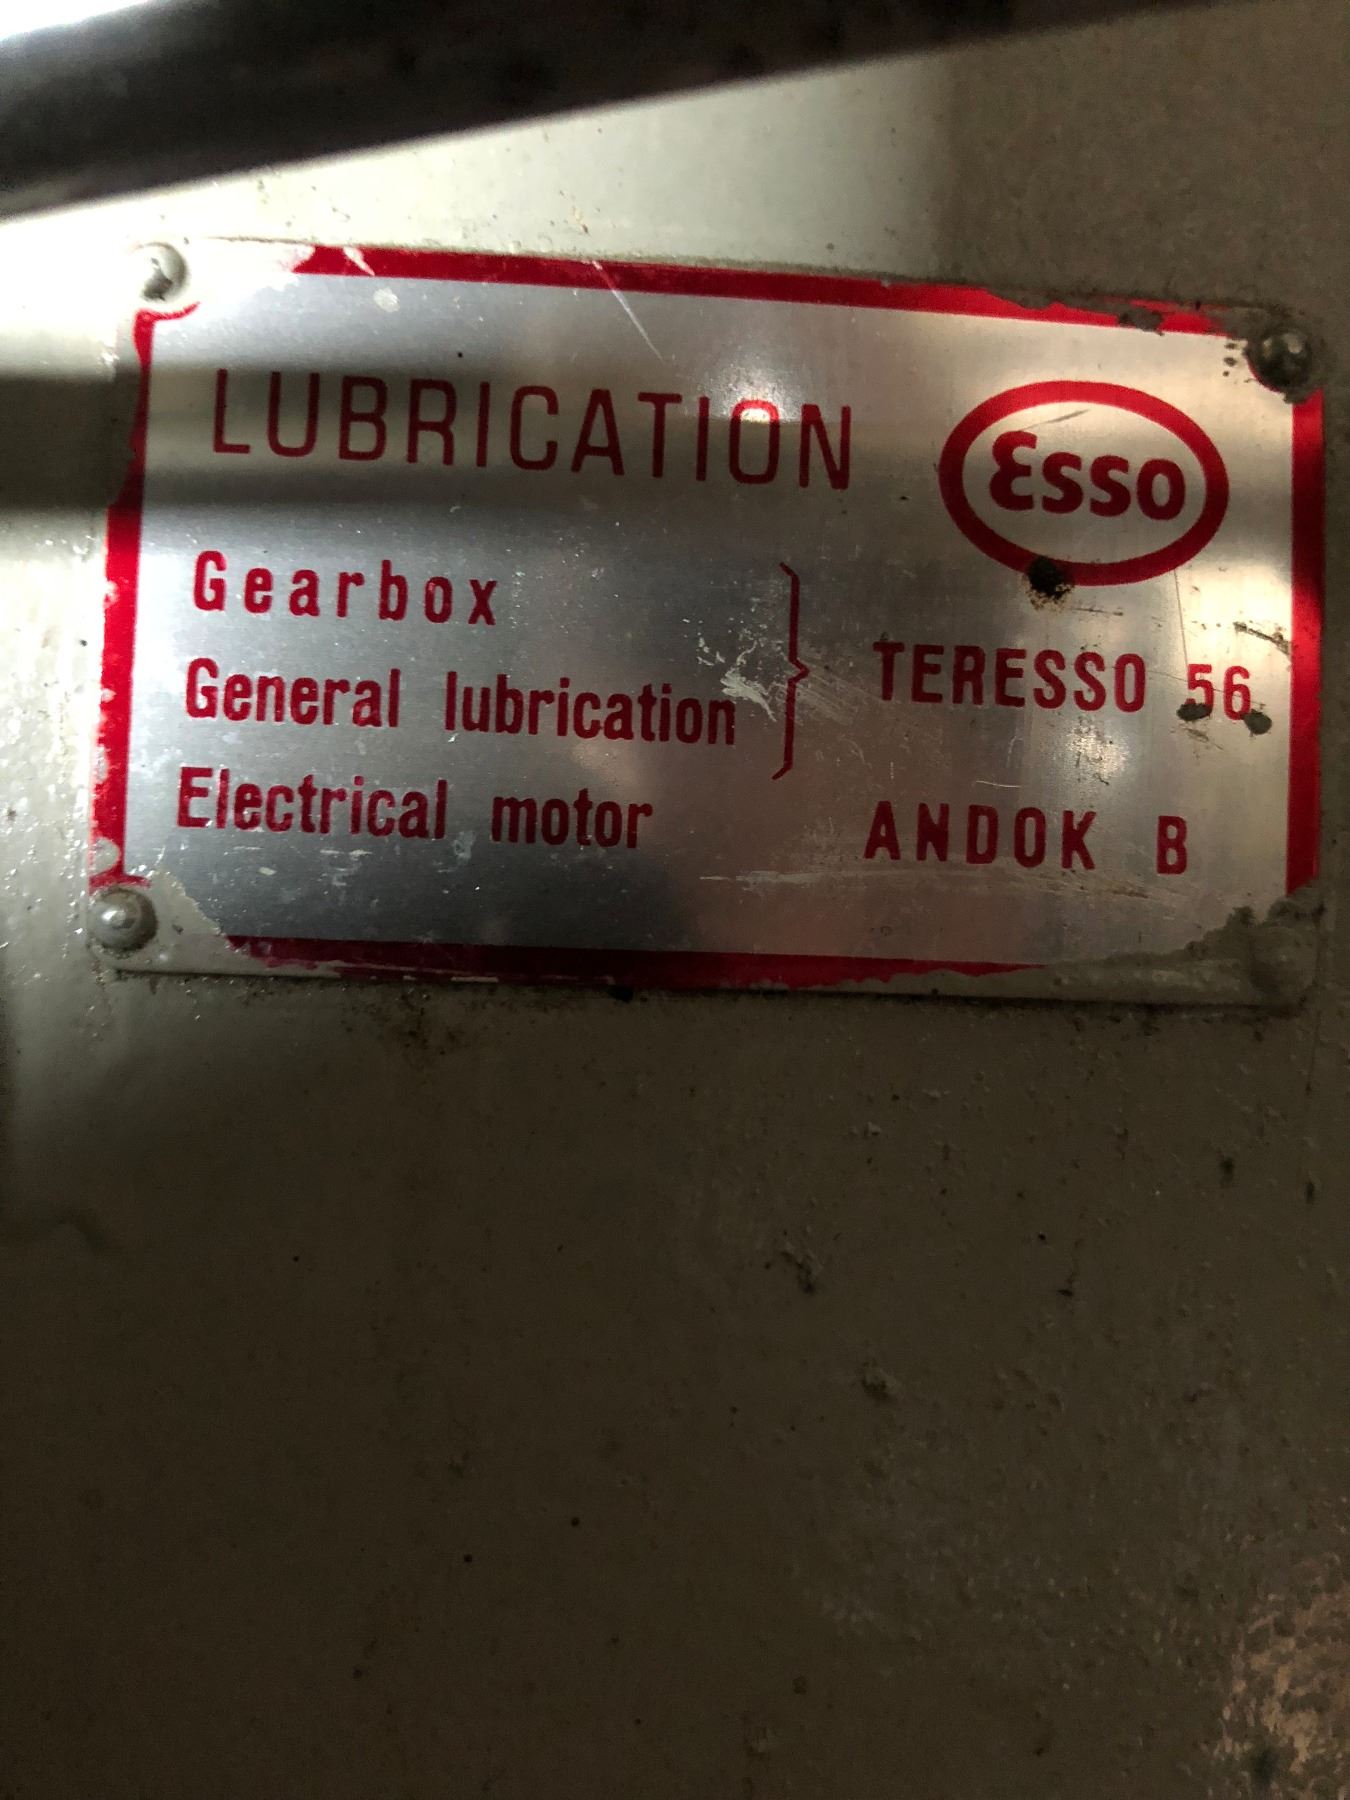 LUBRICATION
Esso
Gearbox
General lubrication } TERESSO 56
Electrical motor ANDOK B